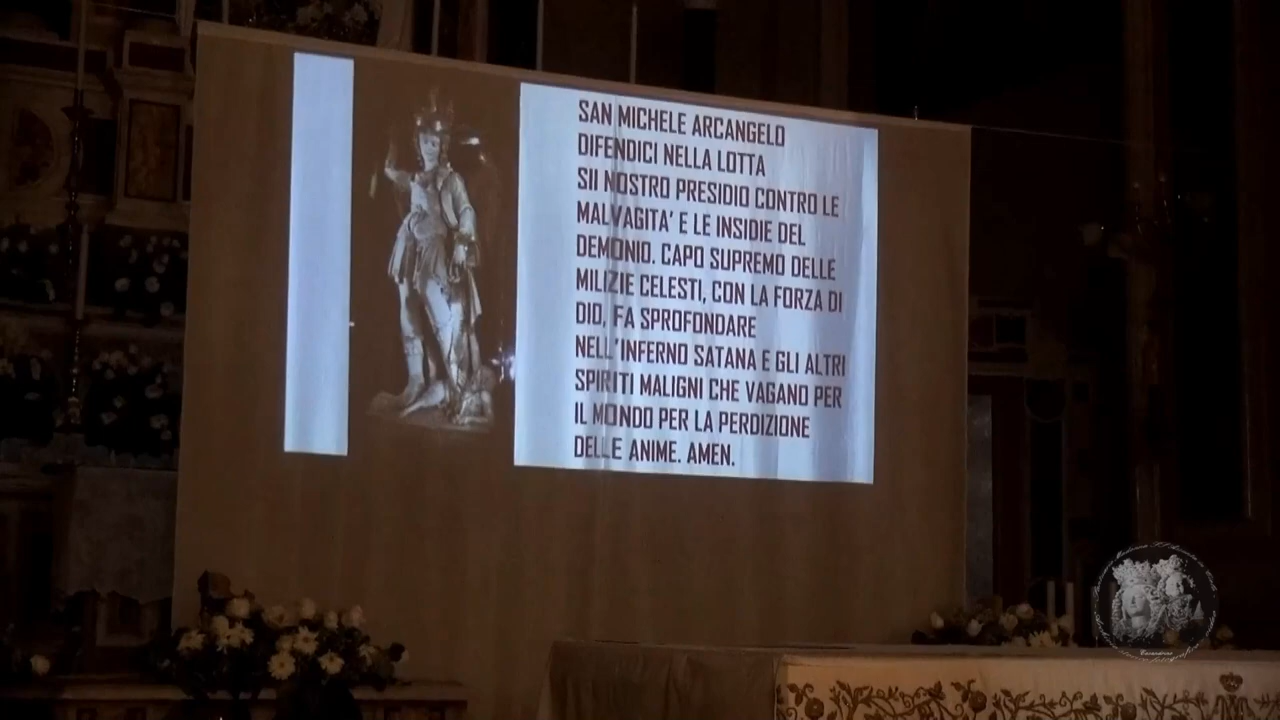 SAN MICHELE ARCANGELO
DIFENDICI NELLA LOTTA
SII NOSTRO PRESIDIO CONTRO LE
MALVAGITA' E LE INSIDIE DEL
DEMONIO. CAPO SUPREMO DELLE
MILIZIE CELESTI, CON LA FORZA DI
DIO, FA SPROFONDARE
NELL'INFERNO SATANA E GLI ALTRI
SPIRITI MALIGNI CHE VAGANO PER
IL MONDO PER LA PERDIZIONE
DELLE ANIME. AMEN.